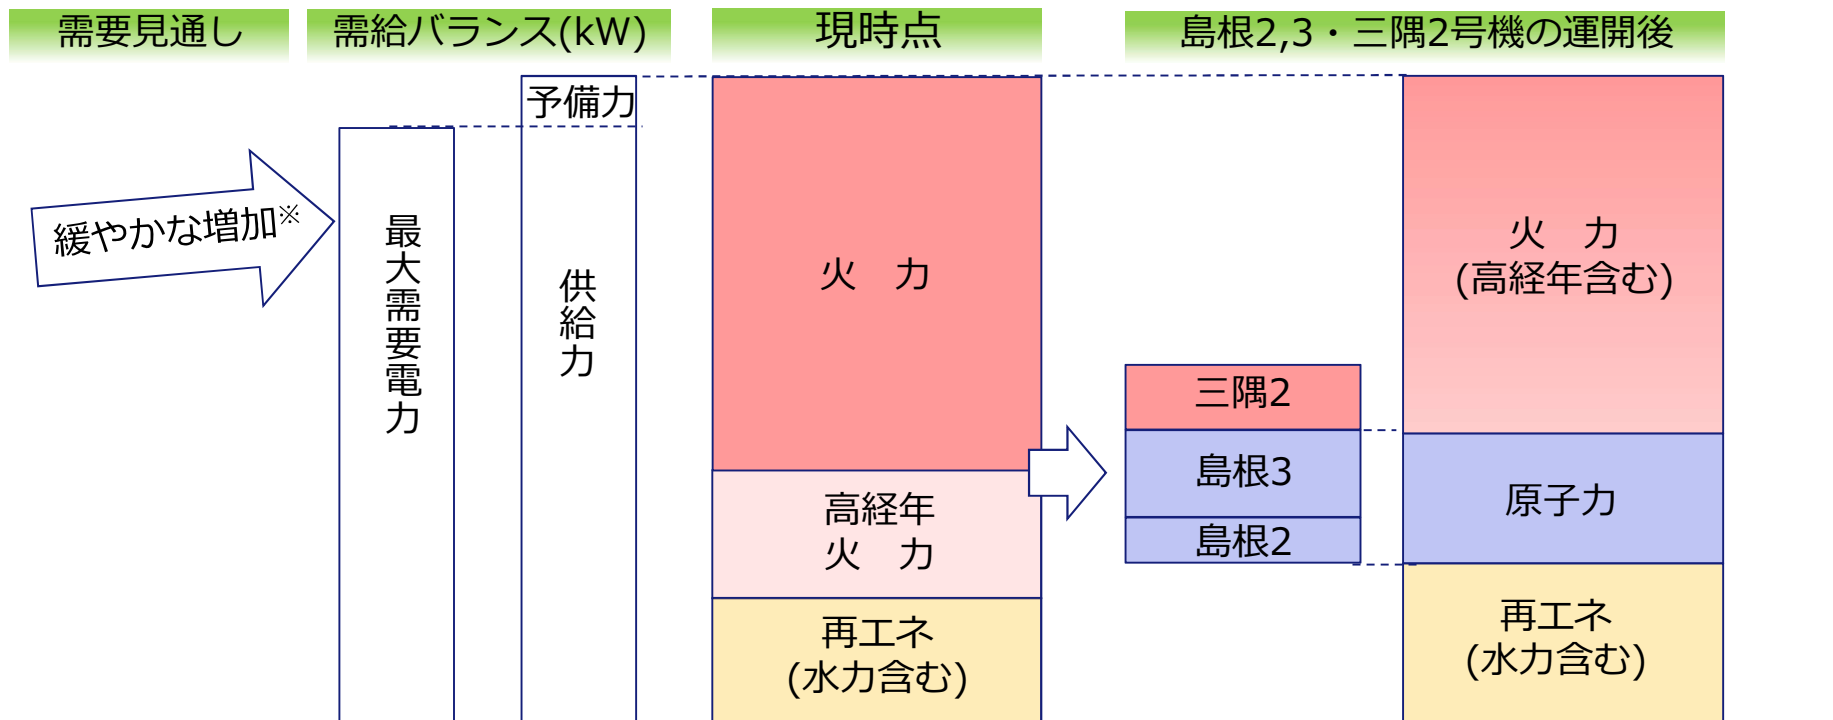 需要見通し
需給バランス(kW)
現時点
島根2,3・三隅2号機の運開後
緩やかな増加※
最大需要電力
予備力
供給力
火　力
高経年
火　力
再エネ
(水力含む)
三隅2
島根3
島根2
火　力
(高経年含む)
原子力
再エネ
(水力含む)